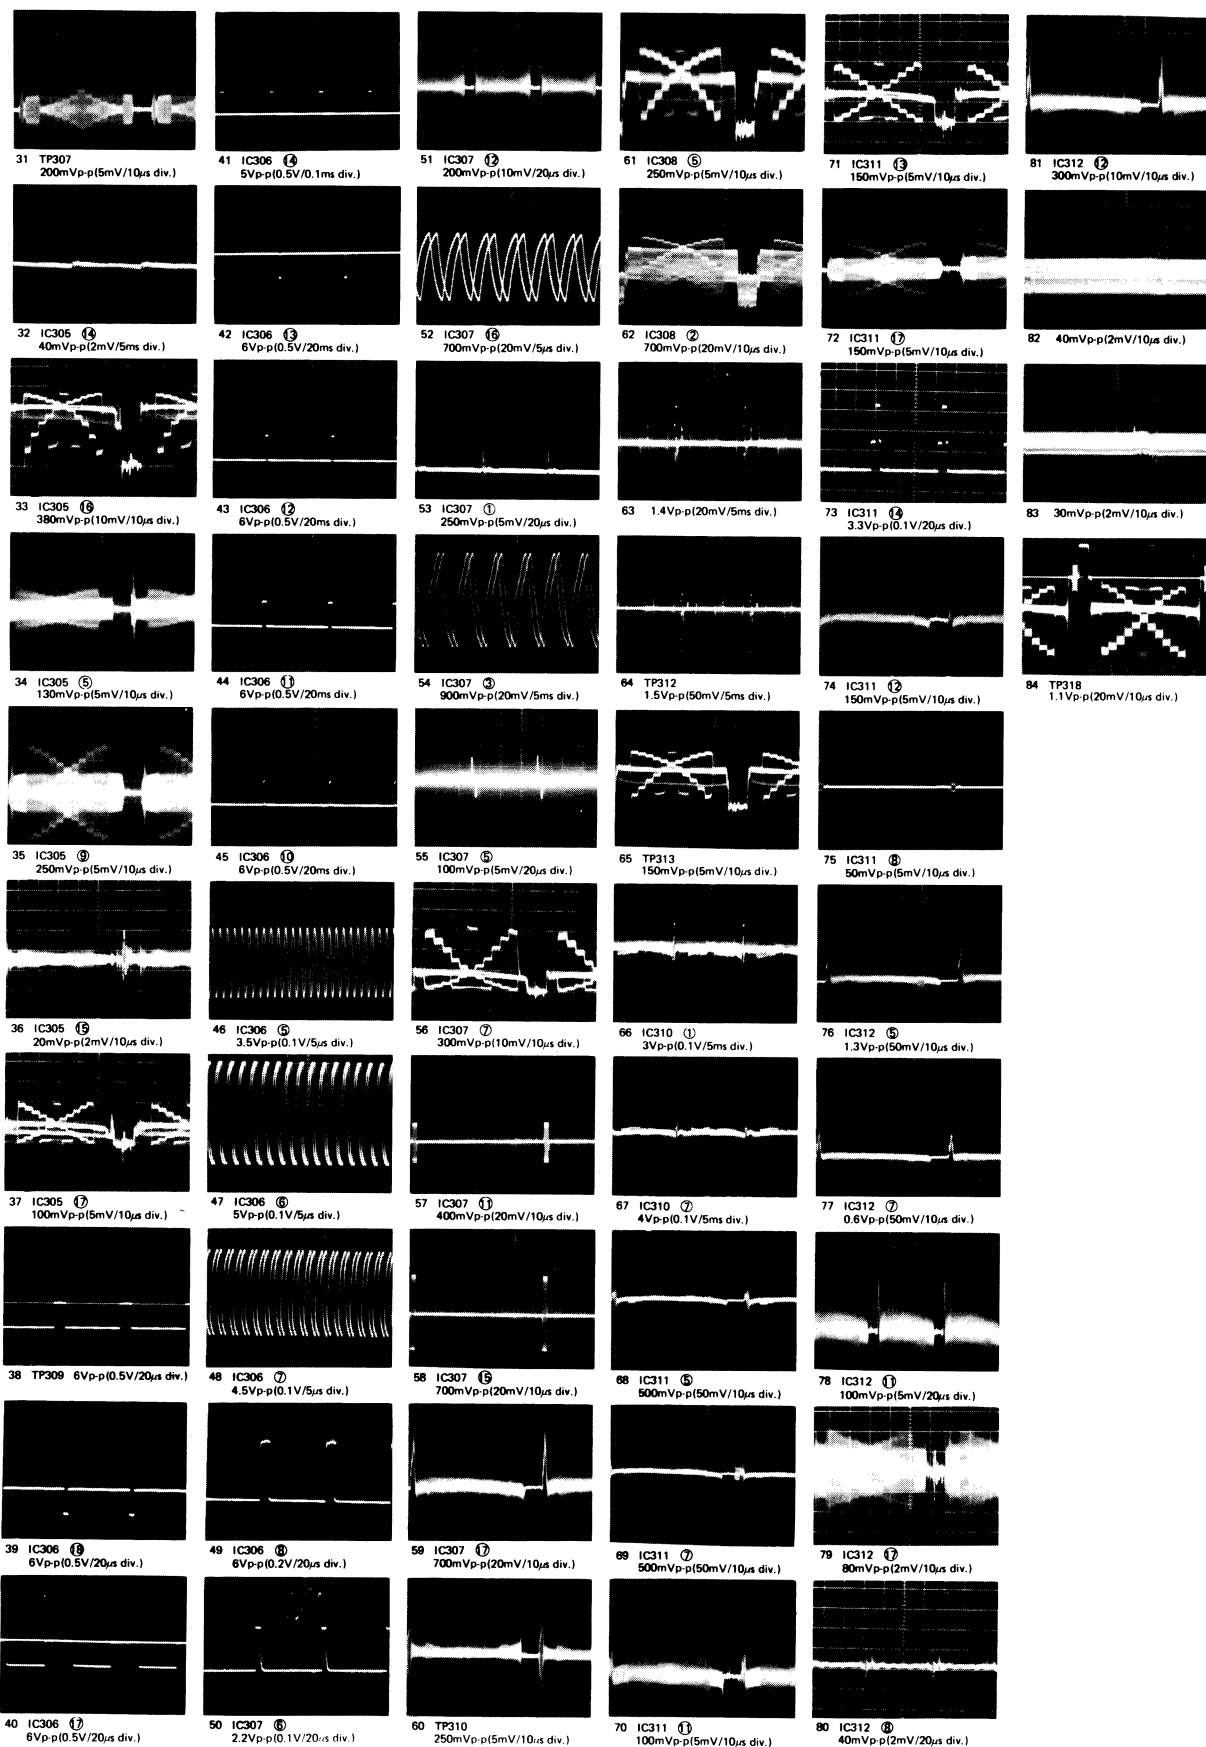 31 TP307
200mVp-p(5mV/10μs div.)
32 IC305 ⑭
40mVp-p(2mV/5ms div.)
33 IC305 ⑯
380mVp-p(10mV/10μs div.)
34 IC305 ⑤
130mVp-p(5mV/10μs div.)
35 IC305 ⑨
250mVp-p(5mV/10μs div.)
36 IC305 ⑮
20mVp-p(2mV/10μs div.)
37 IC305 ⑰
100mVp-p(5mV/10μs div.)
38 TP309 6Vp-p(0.5V/20μs div.)
39 IC306 ⑱
6Vp-p(0.5V/20μs div.)
40 IC306 ⑰
6Vp-p(0.5V/20μs div.)
41 IC306 ⑭
5Vp-p(0.5V/0.1ms div.)
42 IC306 ⑬
6Vp-p(0.5V/20ms div.)
43 IC306 ⑫
6Vp-p(0.5V/20ms div.)
44 IC306 ⑪
6Vp-p(0.5V/20ms div.)
45 IC306 ⑩
6Vp-p(0.5V/20ms div.)
46 IC306 ⑤
3.5Vp-p(0.1V/5μs div.)
47 IC306 ⑥
5Vp-p(0.1V/5μs div.)
48 IC306 ⑦
4.5Vp-p(0.1V/5μs div.)
49 IC306 ⑧
6Vp-p(0.2V/20μs div.)
50 IC307 ⑥
2.2Vp-p(0.1V/20μs div.)
51 IC307 ⑫
200mVp-p(10mV/20μs div.)
52 IC307 ⑯
700mVp-p(20mV/5μs div.)
53 IC307 ①
250mVp-p(5mV/20μs div.)
54 IC307 ③
900mVp-p(20mV/5ms div.)
55 IC307 ⑤
100mVp-p(5mV/20μs div.)
56 IC307 ⑦
300mVp-p(10mV/10μs div.)
57 IC307 ⑪
400mVp-p(20mV/10μs div.)
58 IC307 ⑮
700mVp-p(20mV/10μs div.)
59 IC307 ⑰
700mVp-p(20mV/10μs div.)
60 TP310
250mVp-p(5mV/10μs div.)
61 IC308 ⑤
250mVp-p(5mV/10μs div.)
62 IC308 ②
700mVp-p(20mV/10μs div.)
63 1.4Vp-p(20mV/5ms div.)
64 TP312
1.5Vp-p(50mV/5ms div.)
65 TP313
150mVp-p(5mV/10μs div.)
66 IC310 ①
3Vp-p(0.1V/5ms div.)
67 IC310 ⑦
4Vp-p(0.1V/5ms div.)
68 IC311 ⑤
500mVp-p(50mV/10μs div.)
69 IC311 ⑦
500mVp-p(50mV/10μs div.)
70 IC311 ⑪
100mVp-p(5mV/10μs div.)
71 IC311 ⑬
150mVp-p(5mV/10μs div.)
72 IC311 ⑰
150mVp-p(5mV/10μs div.)
73 IC311 ⑭
3.3Vp-p(0.1V/20μs div.)
74 IC311 ⑫
150mVp-p(5mV/10μs div.)
75 IC311 ⑧
50mVp-p(5mV/10μs div.)
76 IC312 ⑤
1.3Vp-p(50mV/10μs div.)
77 IC312 ⑦
0.6Vp-p(50mV/10μs div.)
78 IC312 ⑪
100mVp-p(5mV/20μs div.)
79 IC312 ⑰
80mVp-p(2mV/10μs div.)
80 IC312 ⑧
40mVp-p(2mV/20μs div.)
81 IC312 ⑫
300mVp-p(10mV/10μs div.)
82 40mVp-p(2mV/10μs div.)
83 30mVp-p(2mV/10μs div.)
84 TP318
1.1Vp-p(20mV/10μs div.)